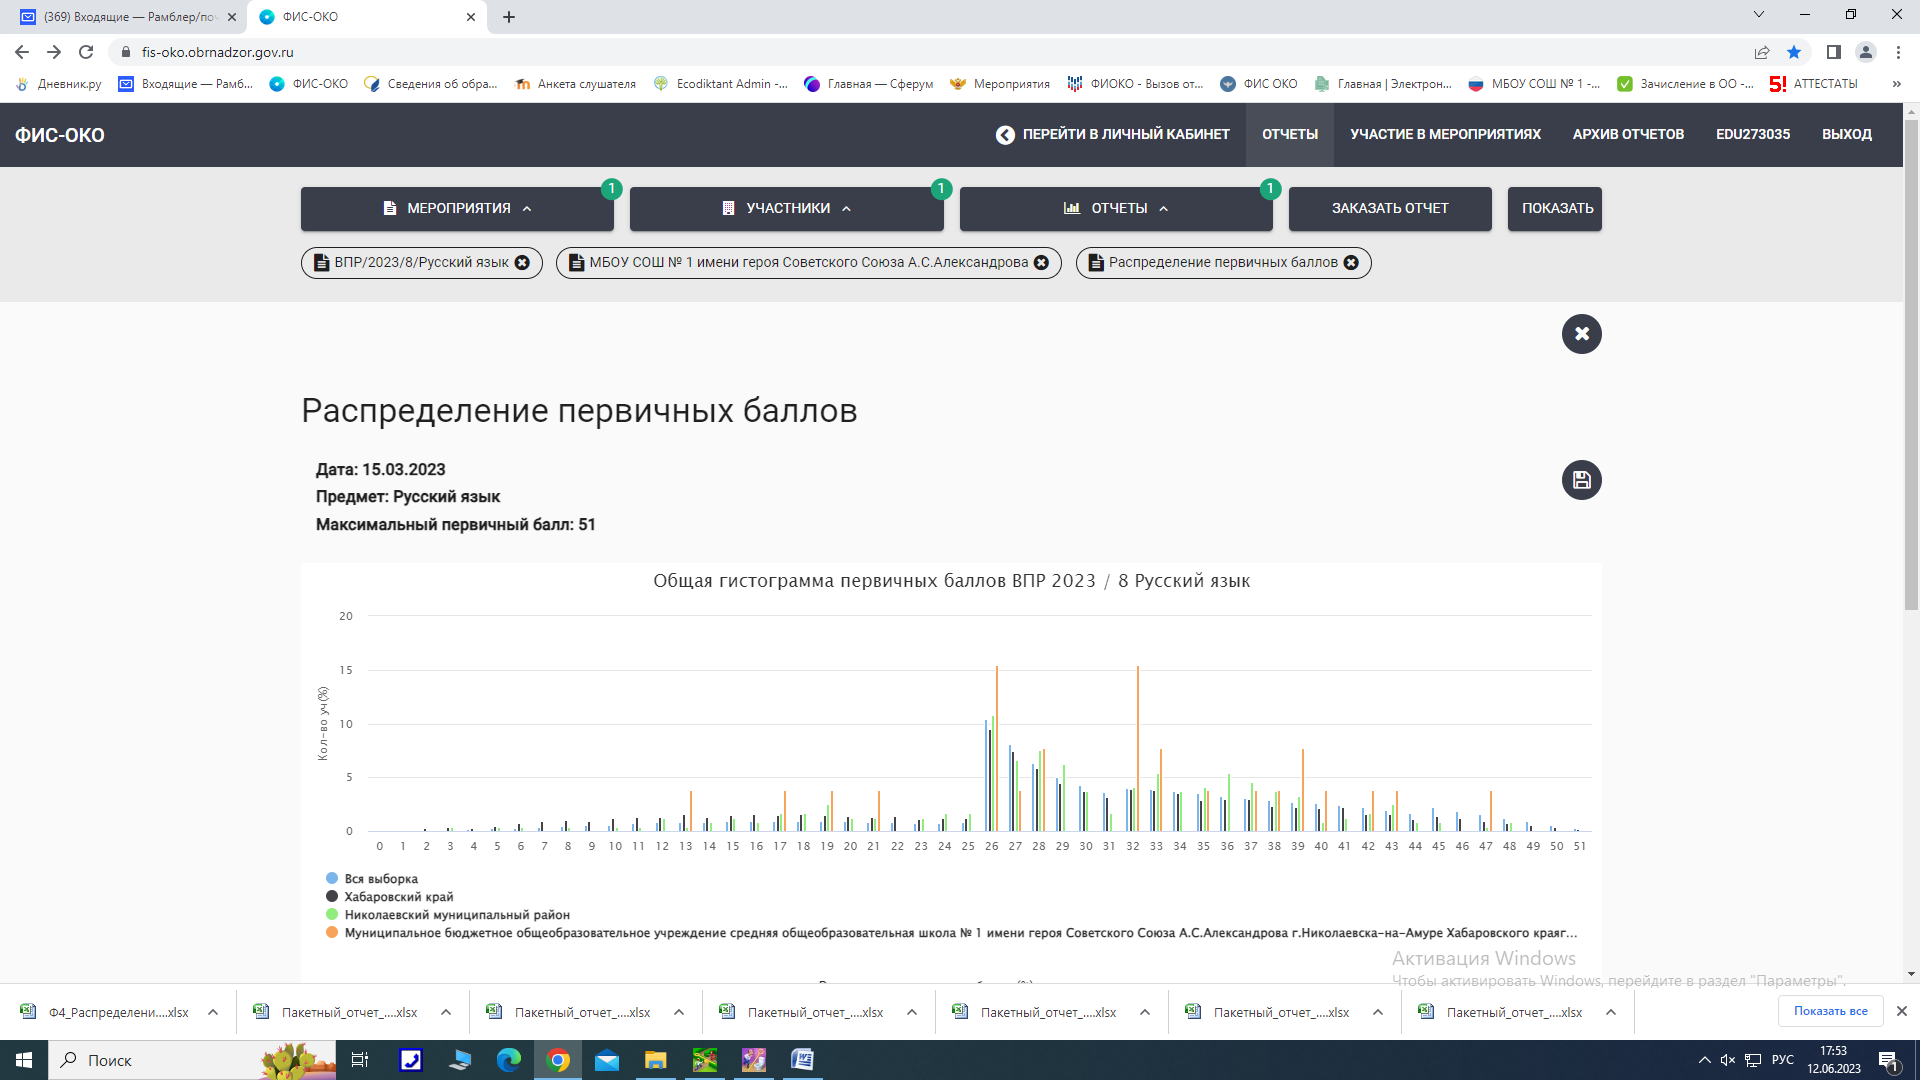 (369) Входящие — Рамблер/поч
ФИС-ОКО
fis-oko.obrnadzor.gov.ru
Дневник.ру
Входящие — Рамб...
ФИС-ОКО
Сведения об обра...
Анкета слушателя
Ecodiktant Admin -...
Главная — Сферум
Мероприятия
ФИОКО - Вызов от...
ФИС ОКО
Главная | Электрон...
МБОУ СОШ № 1 -...
Зачисление в ОО -...
5! АТТЕСТАТЫ
»
ФИС-ОКО
ПЕРЕЙТИ В ЛИЧНЫЙ КАБИНЕТ
ОТЧЕТЫ
УЧАСТИЕ В МЕРОПРИЯТИЯХ
АРХИВ ОТЧЕТОВ
EDU273035
ВЫХОД
МЕРОПРИЯТИЯ 1
УЧАСТНИКИ 1
ОТЧЕТЫ 1
ЗАКАЗАТЬ ОТЧЕТ
ПОКАЗАТЬ
ВПР/2023/8/Русский язык
МБОУ СОШ № 1 имени героя Советского Союза А.С.Александрова
Распределение первичных баллов
Распределение первичных баллов
Дата: 15.03.2023
Предмет: Русский язык
Максимальный первичный балл: 51
Общая гистограмма первичных баллов ВПР 2023 / 8 Русский язык
Кол-во уч(%)
20
15
10
5
0
0 1 2 3 4 5 6 7 8 9 10 11 12 13 14 15 16 17 18 19 20 21 22 23 24 25 26 27 28 29 30 31 32 33 34 35 36 37 38 39 40 41 42 43 44 45 46 47 48 49 50 51
Вся выборка
Хабаровский край
Николаевский муниципальный район
Муниципальное бюджетное общеобразовательное учреждение средняя общеобразовательная школа № 1 имени героя Советского Союза А.С.Александрова г.Николаевска-на-Амуре Хабаровского краяг...
Активация Windows
Чтобы активировать Windows, перейдите в раздел "Параметры".
Ф4_Распределени....xlsx
Пакетный_отчет_....xlsx
Пакетный_отчет_....xlsx
Пакетный_отчет_....xlsx
Пакетный_отчет_....xlsx
Пакетный_отчет_....xlsx
Пакетный_отчет_....xlsx
Показать все
Поиск
РУС
17:53
12.06.2023
1